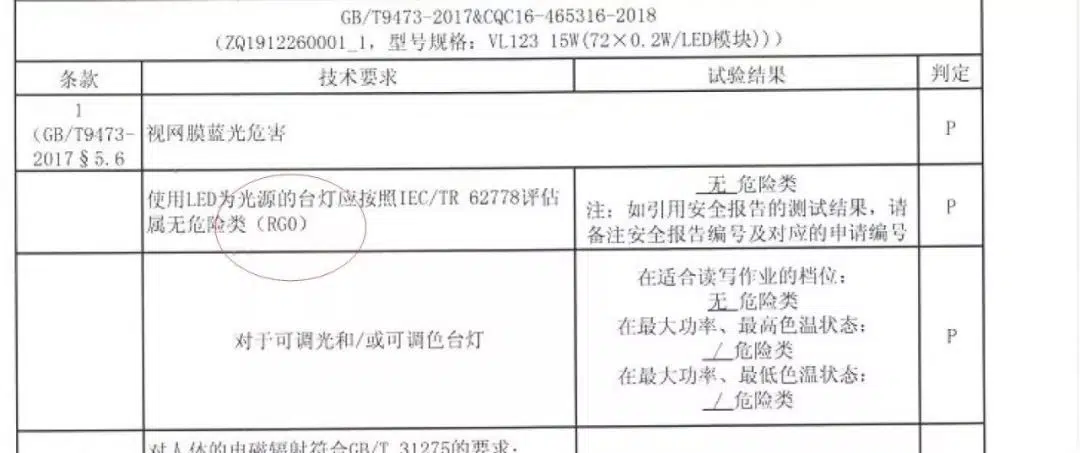 GB/T9473-2017&CQC16-465316-2018
(ZQ1912260001_1, 型号规格: VL123 15W(72×0.2W/LED模块)))
条款 技术要求 试验结果 判定
1
(GB/T9473-2017§5.6 视网膜蓝光危害 P
使用LED为光源的台灯应按照IEC/TR 62778评估
属无危险类(RG0)
无 危险类
注: 如引用安全报告的测试结果, 请
备注安全报告编号及对应的申请编号
P
对于可调光和/或可调色台灯
在适合读写作业的档位:
无 危险类
在最大功率、最高色温状态:
/ 危险类
在最大功率、最低色温状态:
/ 危险类
P
对人体的电磁辐射符合GB/T 31275的要求: